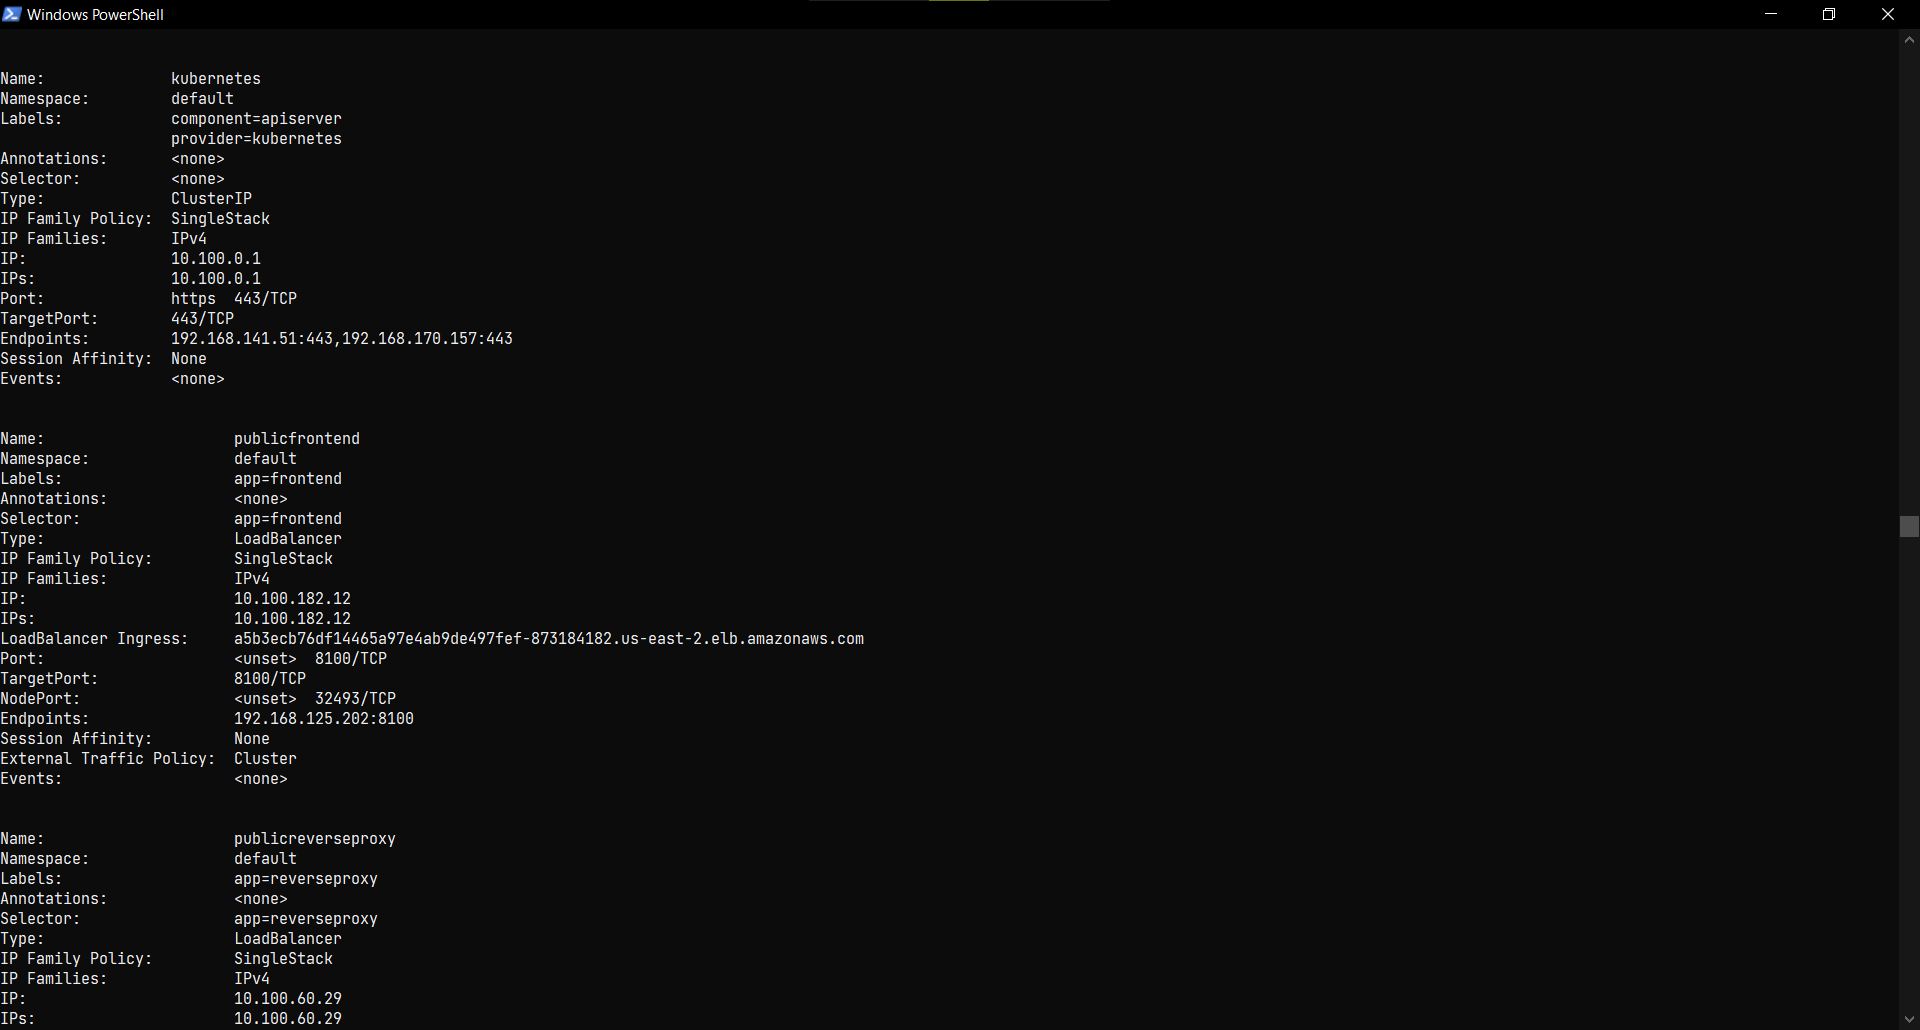 Windows PowerShell
Name:              kubernetes
Namespace:         default
Labels:            component=apiserver
                   provider=kubernetes
Annotations:       <none>
Selector:          <none>
Type:              ClusterIP
IP Family Policy:  SingleStack
IP Families:       IPv4
IP:                10.100.0.1
IPs:               10.100.0.1
Port:              https  443/TCP
TargetPort:        443/TCP
Endpoints:         192.168.141.51:443,192.168.170.157:443
Session Affinity:  None
Events:            <none>
Name:                     publicfrontend
Namespace:                default
Labels:                   app=frontend
Annotations:              <none>
Selector:                 app=frontend
Type:                     LoadBalancer
IP Family Policy:         SingleStack
IP Families:              IPv4
IP:                       10.100.182.12
IPs:                      10.100.182.12
LoadBalancer Ingress:     a5b3ecb76df14465a97e4ab9de497fef-873184182.us-east-2.elb.amazonaws.com
Port:                     <unset>  8100/TCP
TargetPort:               8100/TCP
NodePort:                 <unset>  32493/TCP
Endpoints:                192.168.125.202:8100
Session Affinity:         None
External Traffic Policy:  Cluster
Events:                   <none>
Name:                     publicreverseproxy
Namespace:                default
Labels:                   app=reverseproxy
Annotations:              <none>
Selector:                 app=reverseproxy
Type:                     LoadBalancer
IP Family Policy:         SingleStack
IP Families:              IPv4
IP:                       10.100.60.29
IPs:                      10.100.60.29